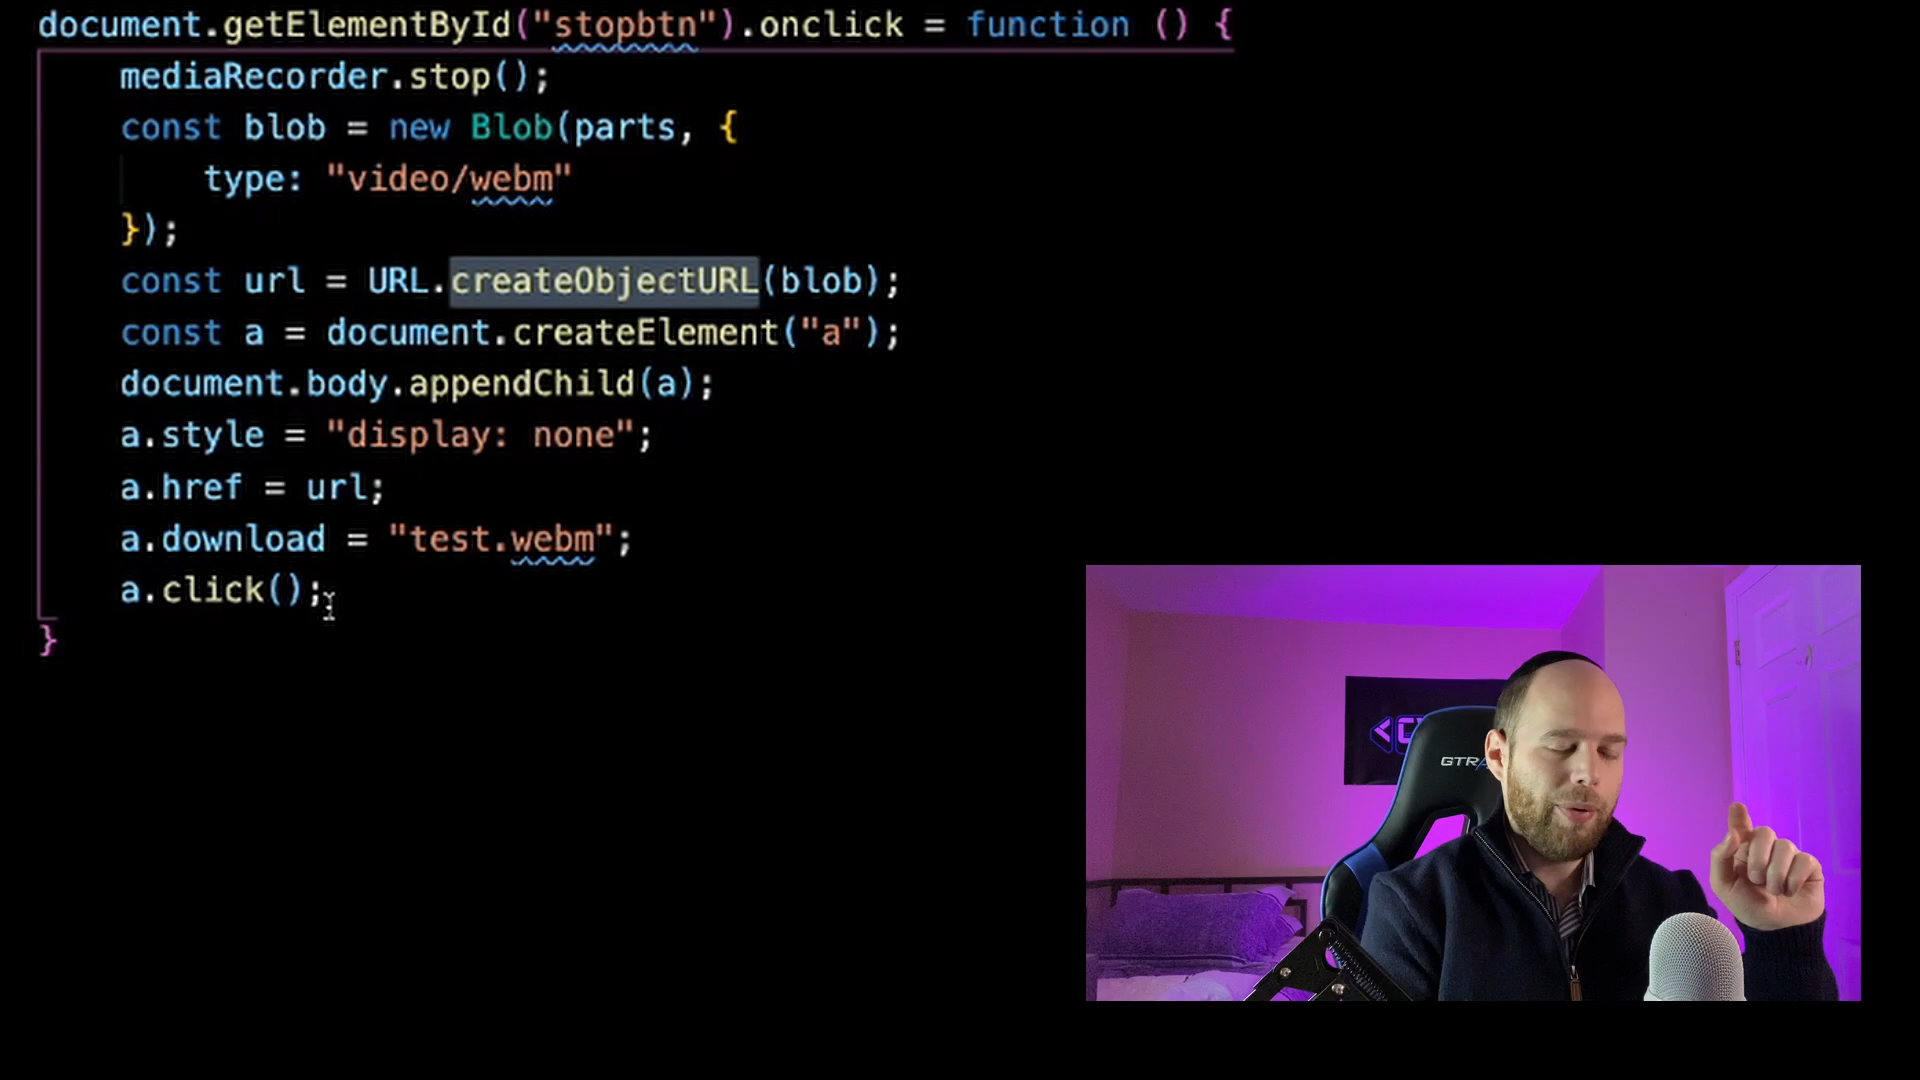 document.getElementById("stopbtn").onclick = function () {
mediaRecorder.stop();
const blob = new Blob(parts, {
type: "video/webm"
});
const url = URL.createObjectURL(blob);
const a = document.createElement("a");
document.body.appendChild(a);
a.style = "display: none";
a.href = url;
a.download = "test.webm";
a.click();
}